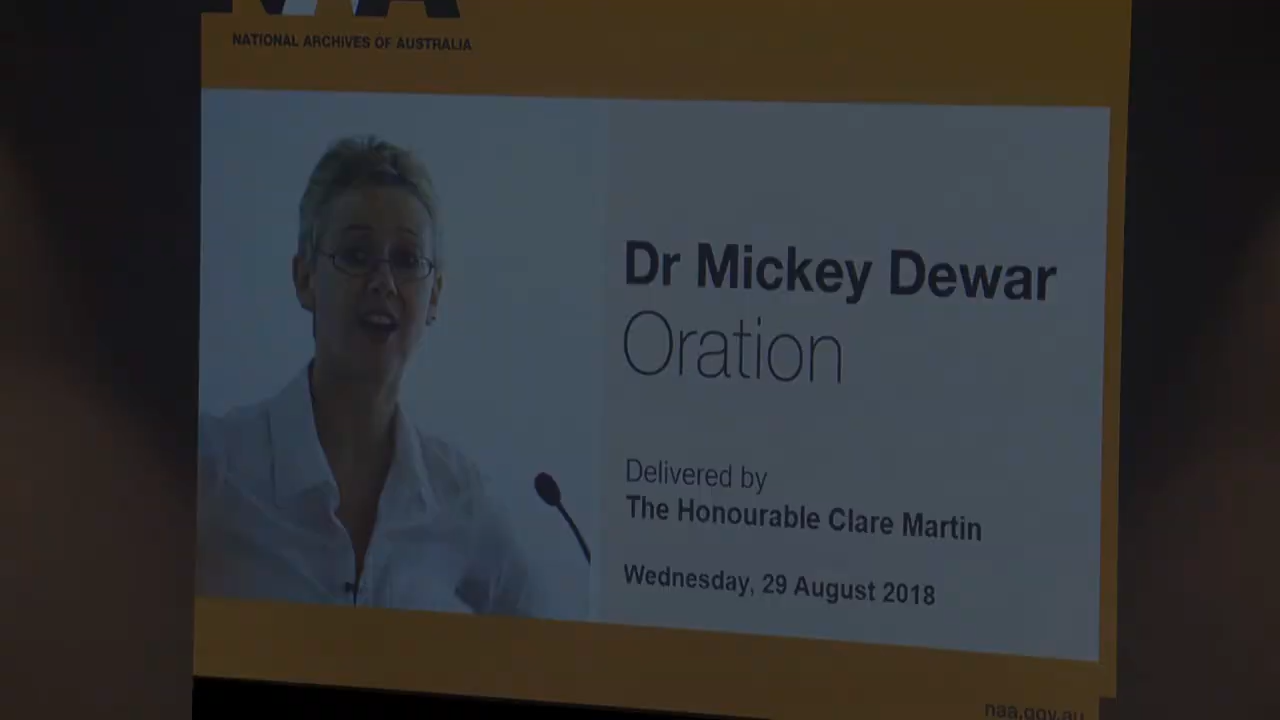 NAA
NATIONAL ARCHIVES OF AUSTRALIA
Dr Mickey Dewar
Oration
Delivered by
The Honourable Clare Martin
Wednesday, 29 August 2018
naa.gov.au